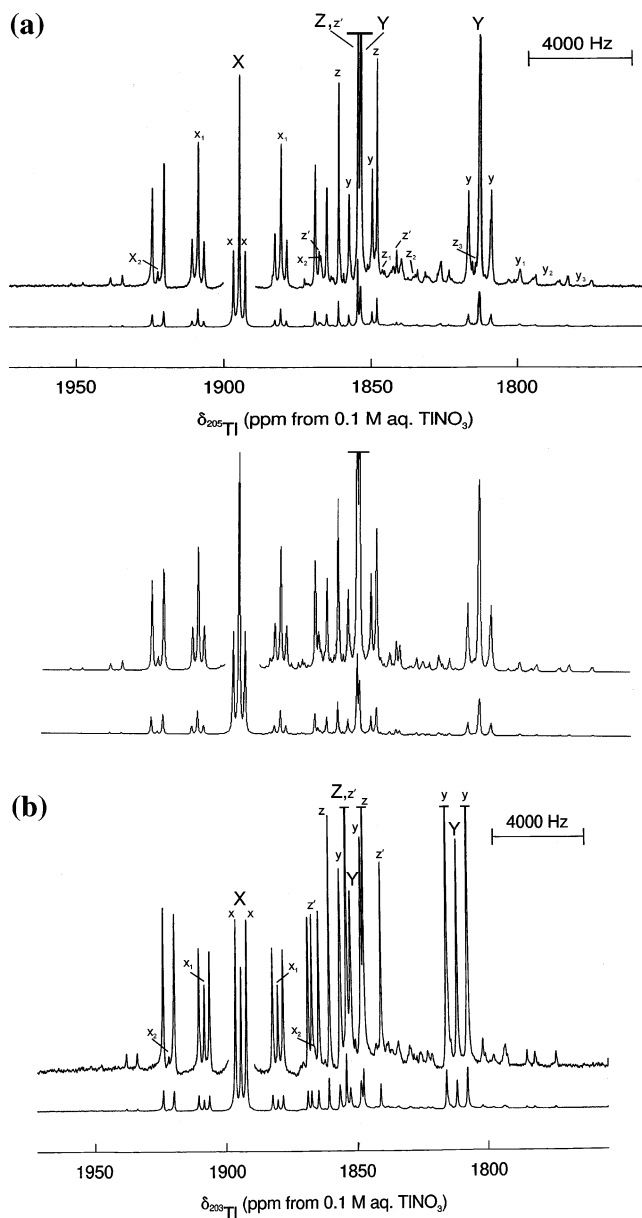 (a)
Z,z′ Y Y 4000 Hz
X z z
x₁ x₁
y y y y
X₂ x x z′ x₂ z₁ z′ z₂ z₃ y₁ y₂ y₃
1950 1900 1850 1800
δ²⁰⁵Tl (ppm from 0.1 M aq. TlNO₃)
(b)
Z,z′ z y y
z y Y Y 4000 Hz
X x x z′ y z′
x₁ x₁
x₂ x₂
1950 1900 1850 1800
δ²⁰³Tl (ppm from 0.1 M aq. TlNO₃)